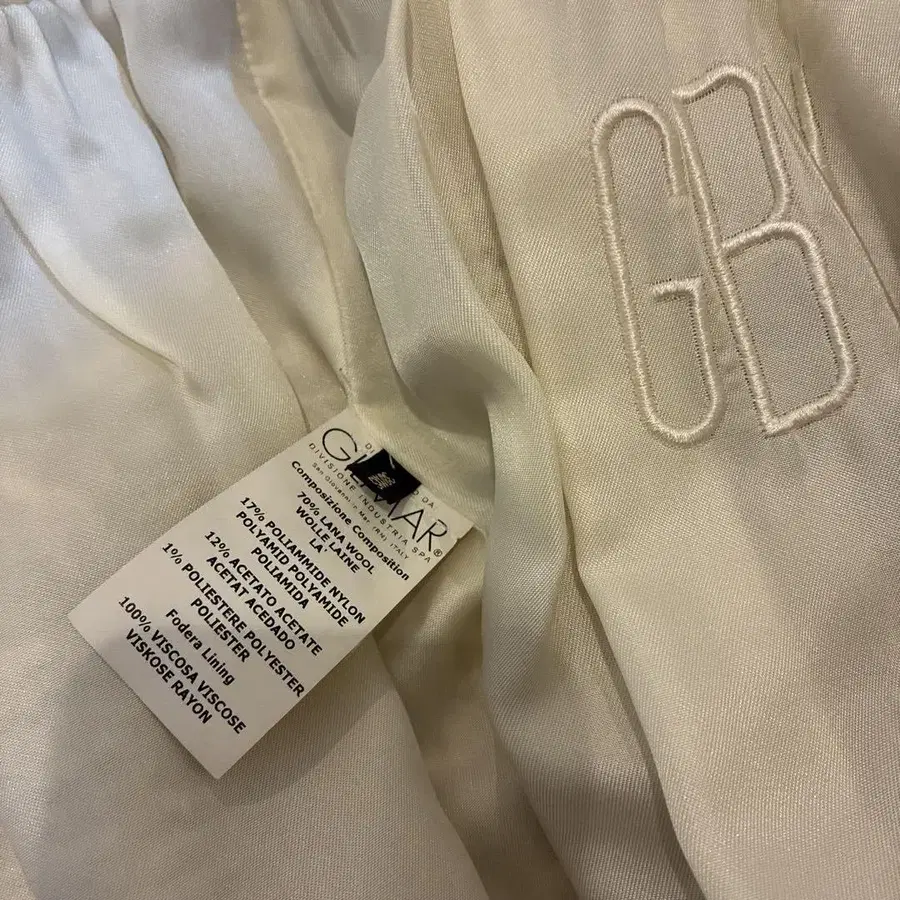 GB
GILMAR®
DIVISIONE INDUSTRIA SPA
Composizione Composition
70% LANA WOOL
WOLLE LAINE
LA'
17% POLIAMMIDE NYLON
POLYAMID POLYAMIDE
POLIAMIDA
12% ACETATO ACETATE
ACETAT ACEDADO
1% POLIESTERE POLYESTER
POLIESTER
Fodera Lining
100% VISCOSA VISCOSE
VISKOSE RAYON